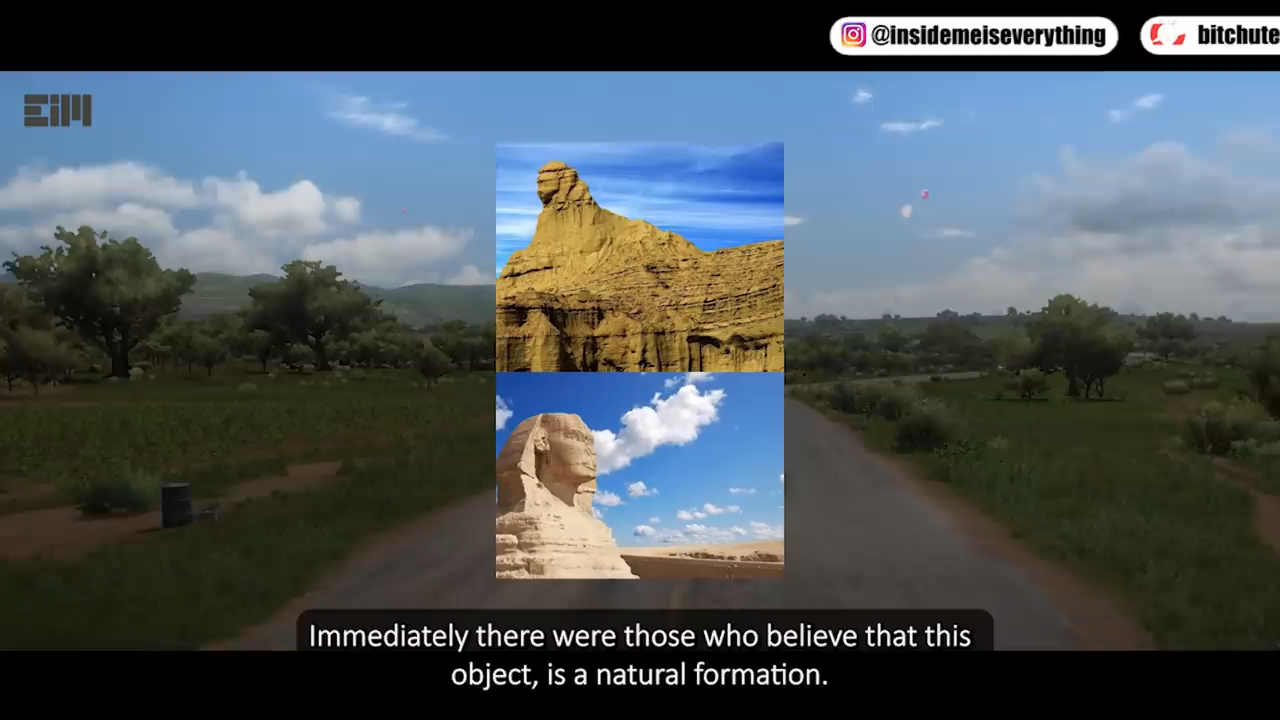 @insidemeiseverything
bitchute
EiM
Immediately there were those who believe that this
object, is a natural formation.